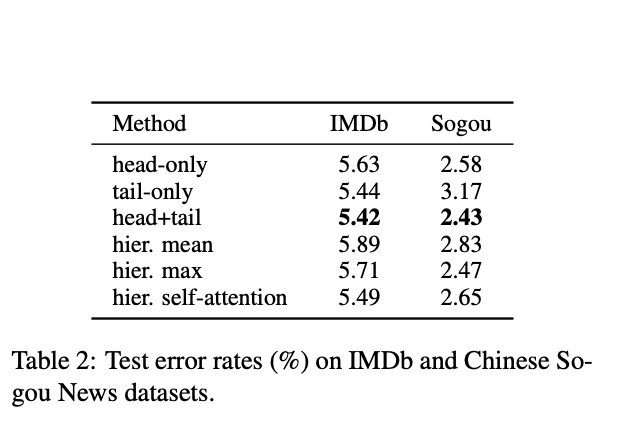 Method IMDb Sogou
head-only 5.63 2.58
tail-only 5.44 3.17
head+tail 5.42 2.43
hier. mean 5.89 2.83
hier. max 5.71 2.47
hier. self-attention 5.49 2.65
Table 2: Test error rates (%) on IMDb and Chinese So-
gou News datasets.